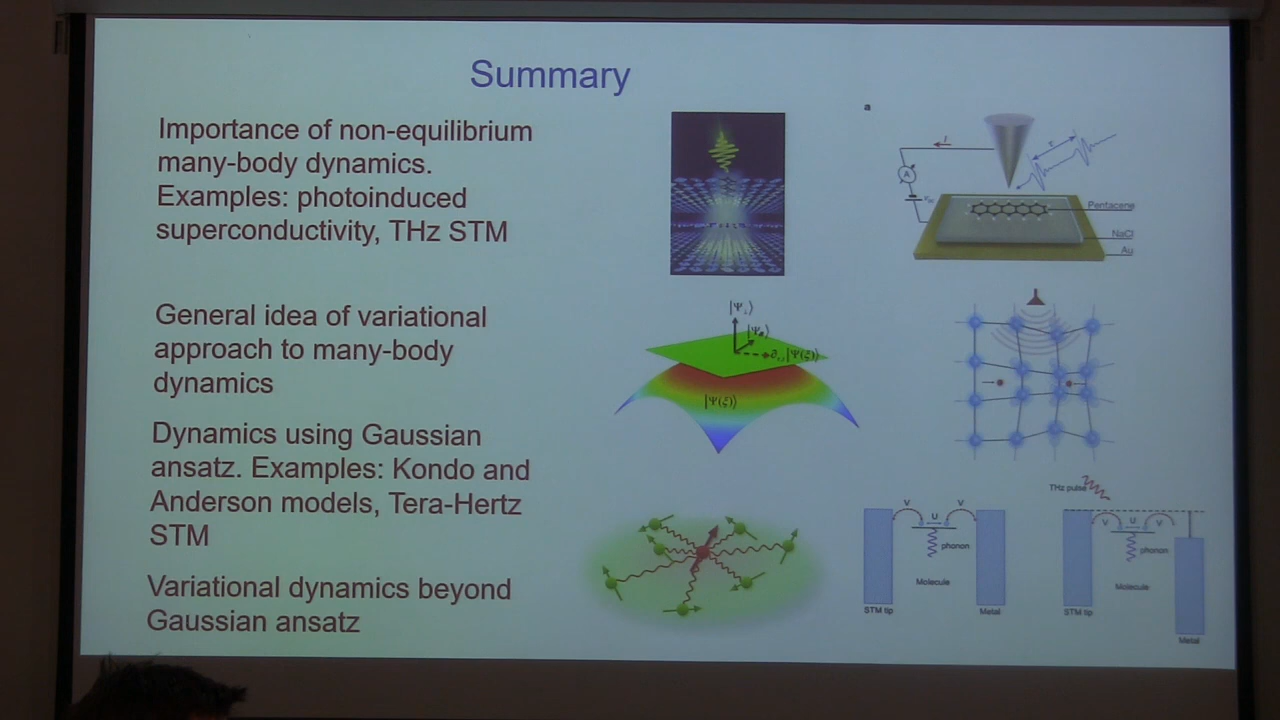 Summary
Importance of non-equilibrium
many-body dynamics.
Examples: photoinduced
superconductivity, THz STM
a
I
A
Pentacene
NaCl
Au
General idea of variational
approach to many-body
dynamics
|Ψ⊥⟩
|Ψ(ξ)⟩
Dynamics using Gaussian
ansatz. Examples: Kondo and
Anderson models, Tera-Hertz
STM
V V
U
phonon
Molecule
STM tip
Metal
THz pulse
V U V
phonon
Molecule
STM tip
Metal
Variational dynamics beyond
Gaussian ansatz